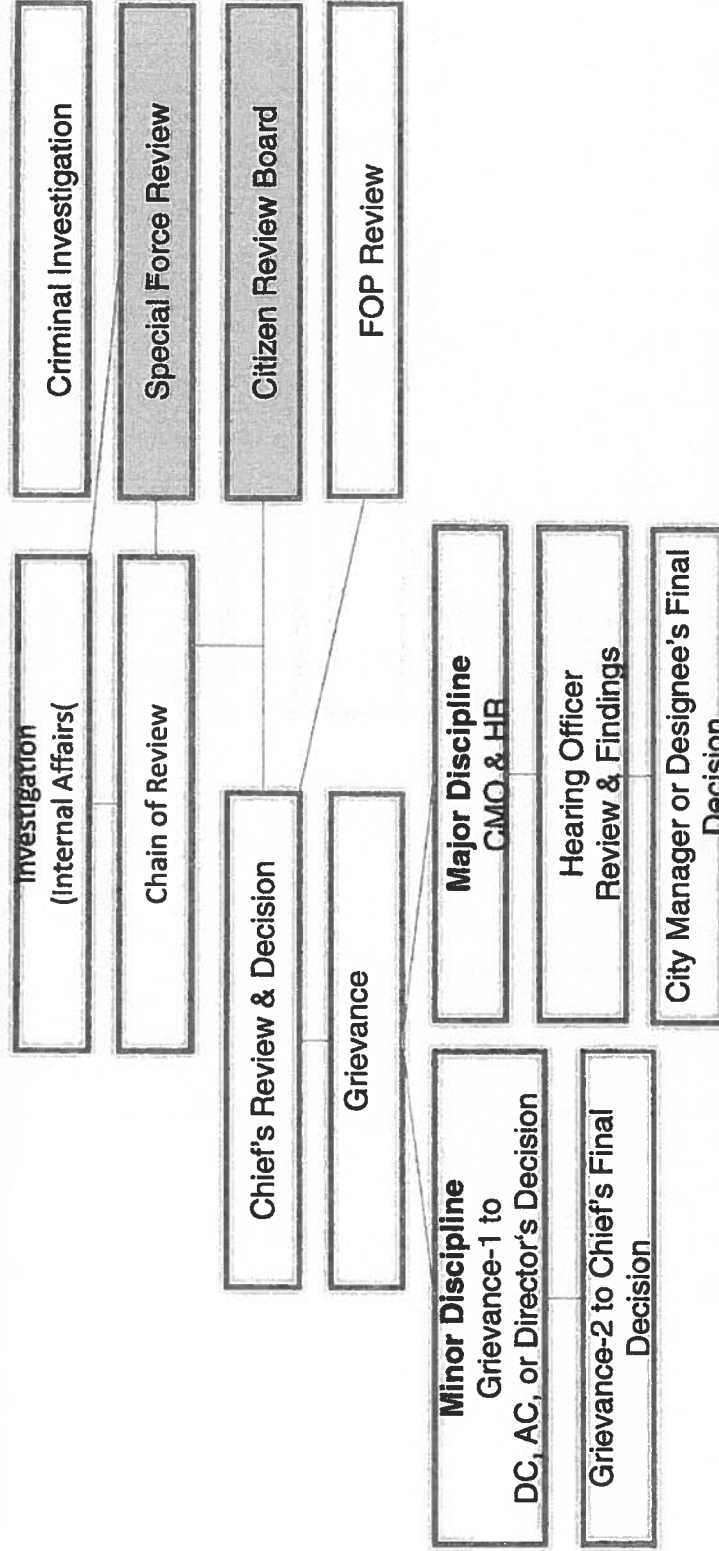 Investigation
(Internal Affairs(
Criminal Investigation
Chain of Review
Special Force Review
Chief's Review & Decision
Citizen Review Board
Grievance
FOP Review
Minor Discipline
Grievance-1 to
DC, AC, or Director's Decision
Major Discipline
CMO & HR
Grievance-2 to Chief's Final
Decision
Hearing Officer
Review & Findings
City Manager or Designee's Final
Decision